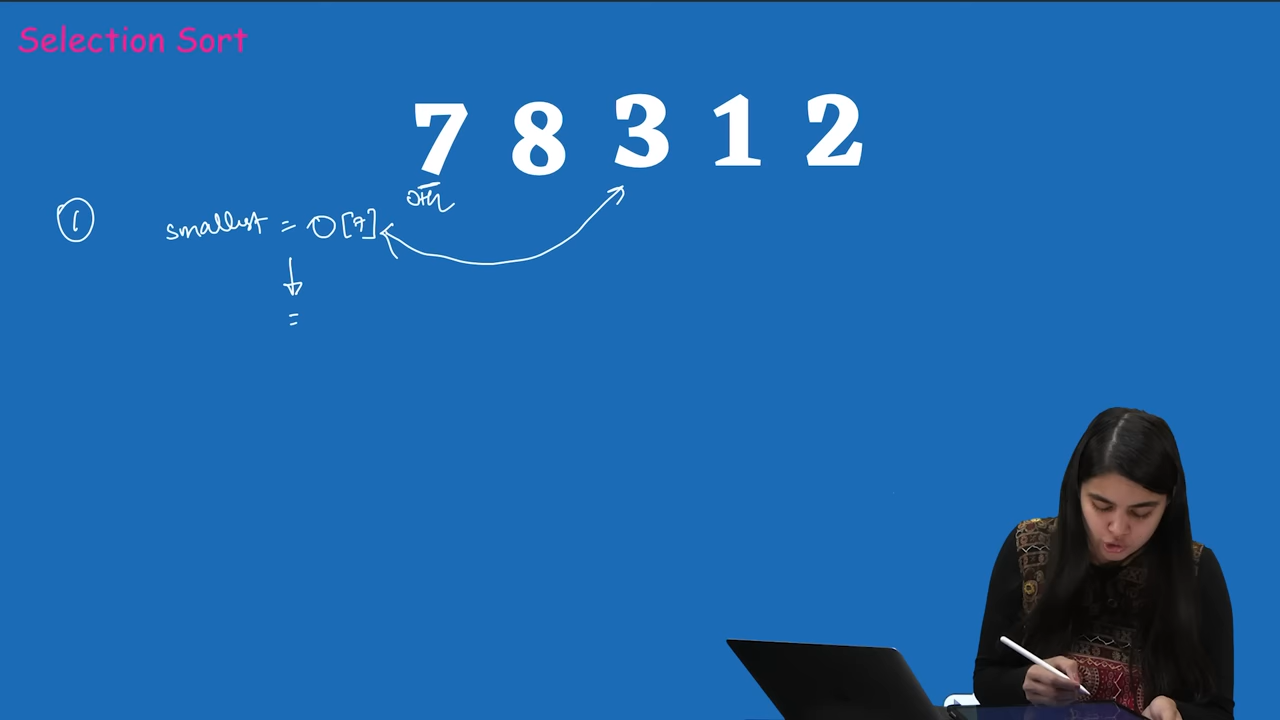 Selection Sort
7 8 3 1 2
0th
① smallest = 0[7]
=